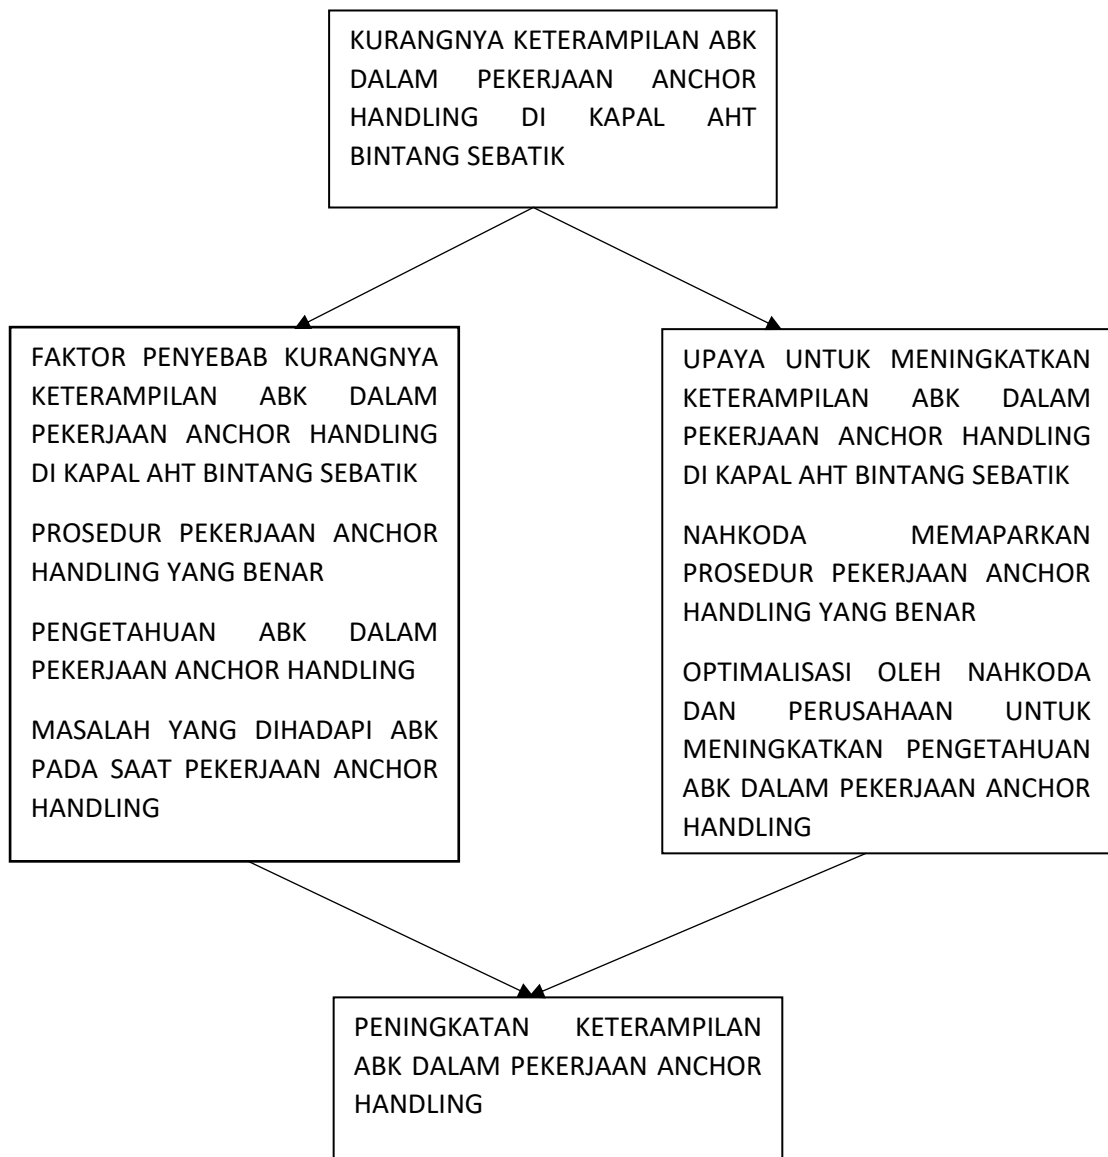 KURANGNYA KETERAMPILAN ABK
DALAM PEKERJAAN ANCHOR
HANDLING DI KAPAL AHT
BINTANG SEBATIK
FAKTOR PENYEBAB KURANGNYA
KETERAMPILAN ABK DALAM
PEKERJAAN ANCHOR HANDLING
DI KAPAL AHT BINTANG SEBATIK
PROSEDUR PEKERJAAN ANCHOR
HANDLING YANG BENAR
PENGETAHUAN ABK DALAM
PEKERJAAN ANCHOR HANDLING
MASALAH YANG DIHADAPI ABK
PADA SAAT PEKERJAAN ANCHOR
HANDLING
UPAYA UNTUK MENINGKATKAN
KETERAMPILAN ABK DALAM
PEKERJAAN ANCHOR HANDLING
DI KAPAL AHT BINTANG SEBATIK
NAHKODA MEMAPARKAN
PROSEDUR PEKERJAAN ANCHOR
HANDLING YANG BENAR
OPTIMALISASI OLEH NAHKODA
DAN PERUSAHAAN UNTUK
MENINGKATKAN PENGETAHUAN
ABK DALAM PEKERJAAN ANCHOR
HANDLING
PENINGKATAN KETERAMPILAN
ABK DALAM PEKERJAAN ANCHOR
HANDLING